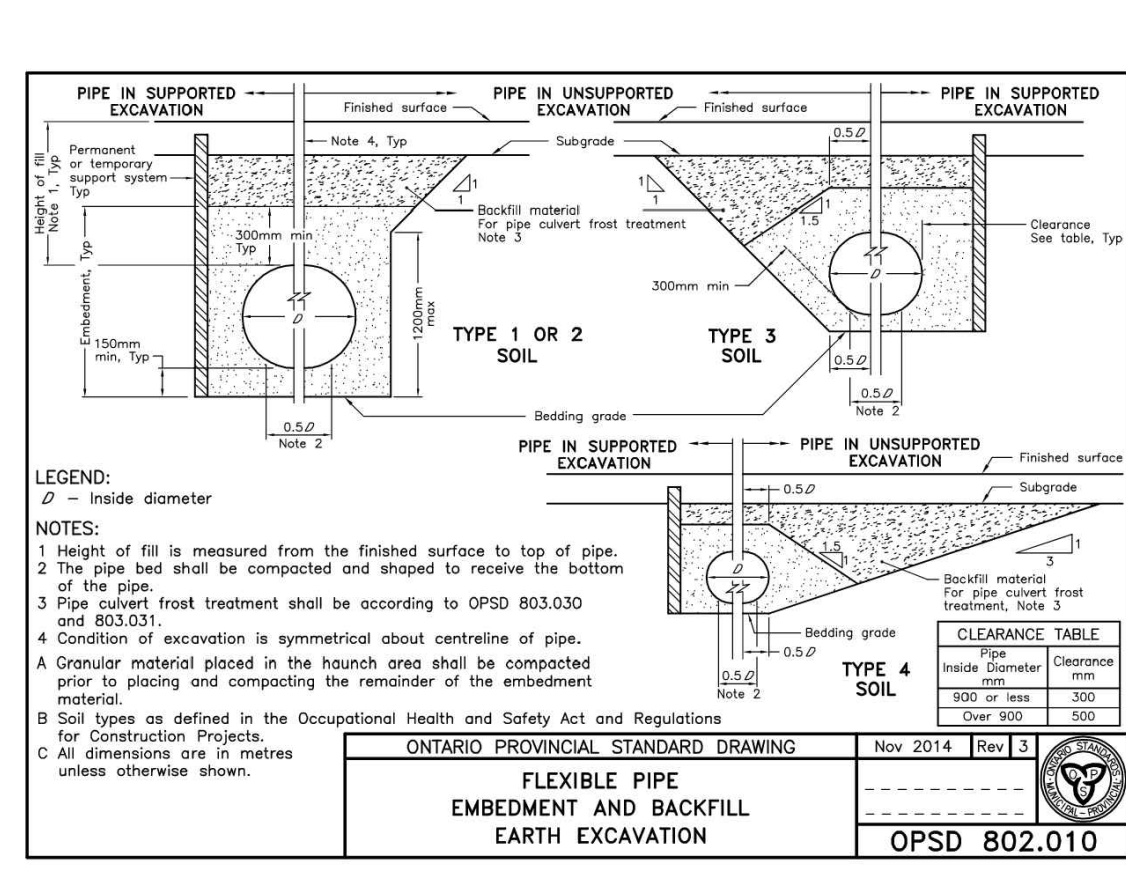 PIPE IN SUPPORTED
EXCAVATION
PIPE IN UNSUPPORTED
EXCAVATION
PIPE IN SUPPORTED
EXCAVATION
Finished surface
Finished surface
Height of fill
Note 1, Typ
Permanent
or temporary
support system
Typ
Note 4, Typ
Subgrade
0.5D
1
1
1
1
Backfill material
For pipe culvert frost treatment
Note 3
1
1.5
Clearance
See table, Typ
300mm min
Typ
Embedment, Typ
D
D
300mm min
1200mm
max
150mm
min, Typ
TYPE 1 OR 2
SOIL
TYPE 3
SOIL
0.5D
0.5D
Note 2
Bedding grade
0.5D
Note 2
PIPE IN SUPPORTED
EXCAVATION
PIPE IN UNSUPPORTED
EXCAVATION
Finished surface
Subgrade
0.5D
1.5
1
1
3
D
Backfill material
For pipe culvert frost
treatment, Note 3
Bedding grade
0.5D
0.5D
Note 2
TYPE 4
SOIL
LEGEND:
D – Inside diameter
NOTES:
1 Height of fill is measured from the finished surface to top of pipe.
2 The pipe bed shall be compacted and shaped to receive the bottom
of the pipe.
3 Pipe culvert frost treatment shall be according to OPSD 803.030
and 803.031.
4 Condition of excavation is symmetrical about centreline of pipe.
A Granular material placed in the haunch area shall be compacted
prior to placing and compacting the remainder of the embedment
material.
B Soil types as defined in the Occupational Health and Safety Act and Regulations
for Construction Projects.
C All dimensions are in metres
unless otherwise shown.
CLEARANCE TABLE
Pipe
Inside Diameter
mm
Clearance
mm
900 or less 300
Over 900 500
ONTARIO PROVINCIAL STANDARD DRAWING
Nov 2014 Rev 3
FLEXIBLE PIPE
EMBEDMENT AND BACKFILL
EARTH EXCAVATION
OPSD 802.010
ONTARIO STANDARDS
MUNICIPAL – PROVINCIAL
O P
S